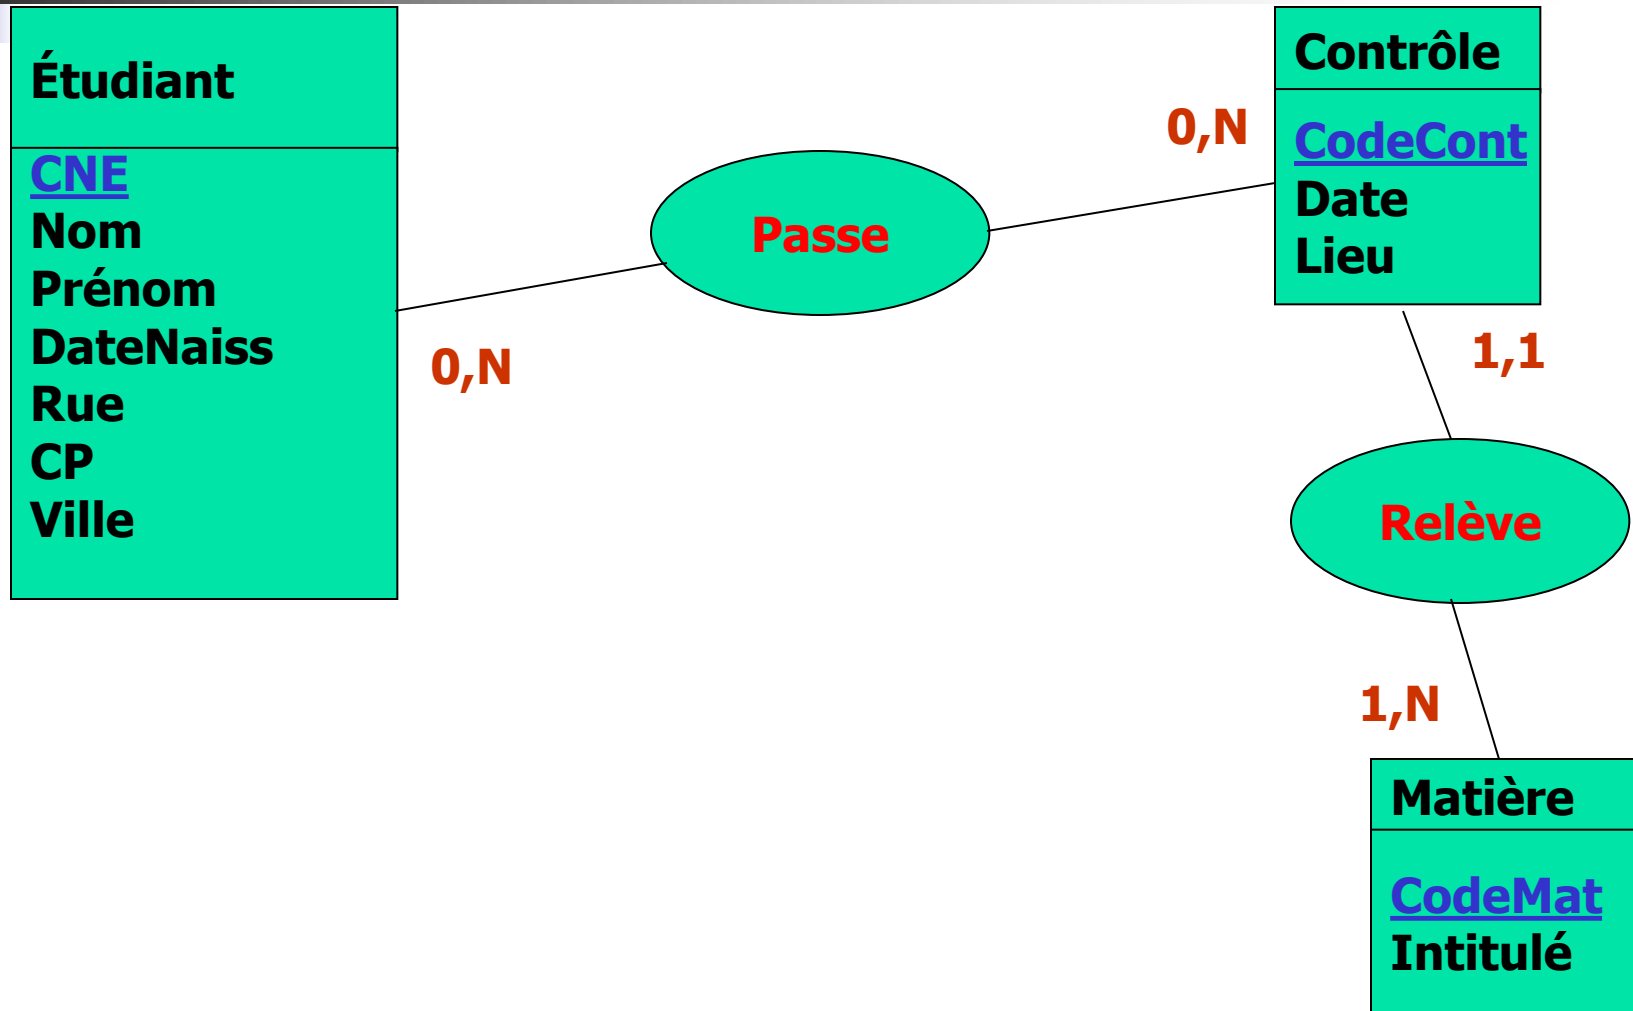 Étudiant
CNE
Nom
Prénom
DateNaiss
Rue
CP
Ville
0,N
Passe
0,N
Contrôle
CodeCont
Date
Lieu
1,1
Relève
1,N
Matière
CodeMat
Intitulé